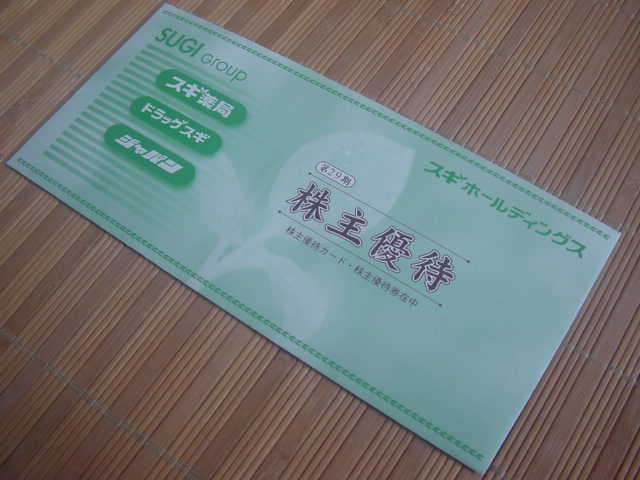 SUGI Group
スギ薬局
ドラッグスギ
ジャパン
スギホールディングス
第29期
株主優待
株主優待カード・株主優待券在中